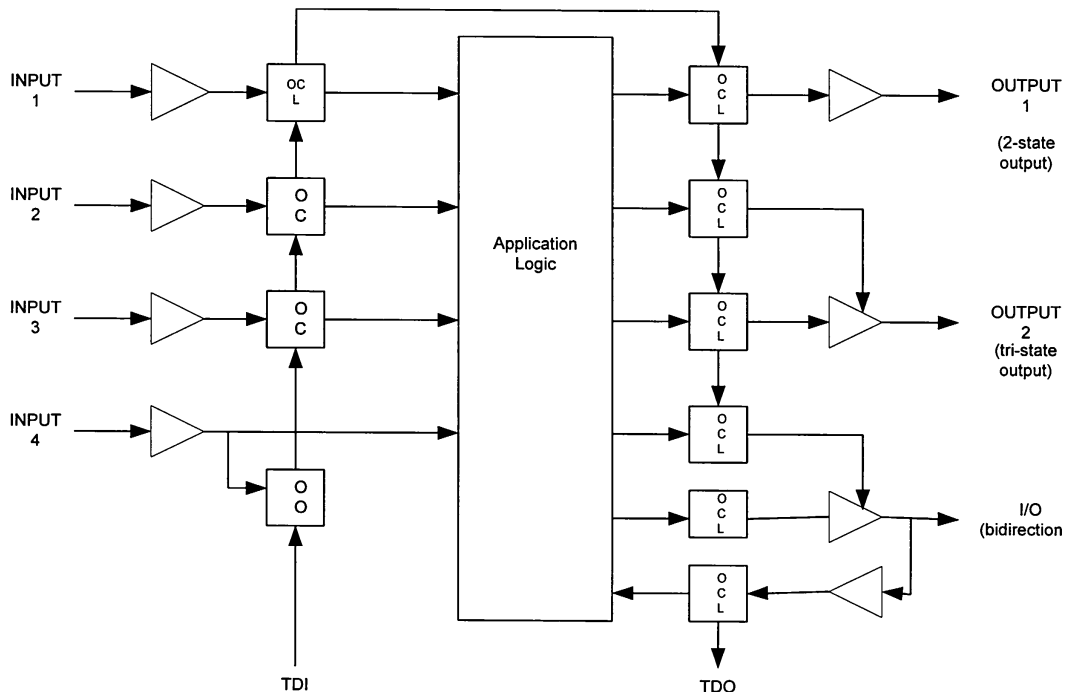 INPUT
1
OC
L
O
C
L
OUTPUT
1
(2-state
output)
INPUT
2
O
C
O
C
L
Application
Logic
INPUT
3
O
C
O
C
L
OUTPUT
2
(tri-state
output)
INPUT
4
O
C
L
O
O
O
C
L
I/O
(bidirection
O
C
L
TDI
TDO